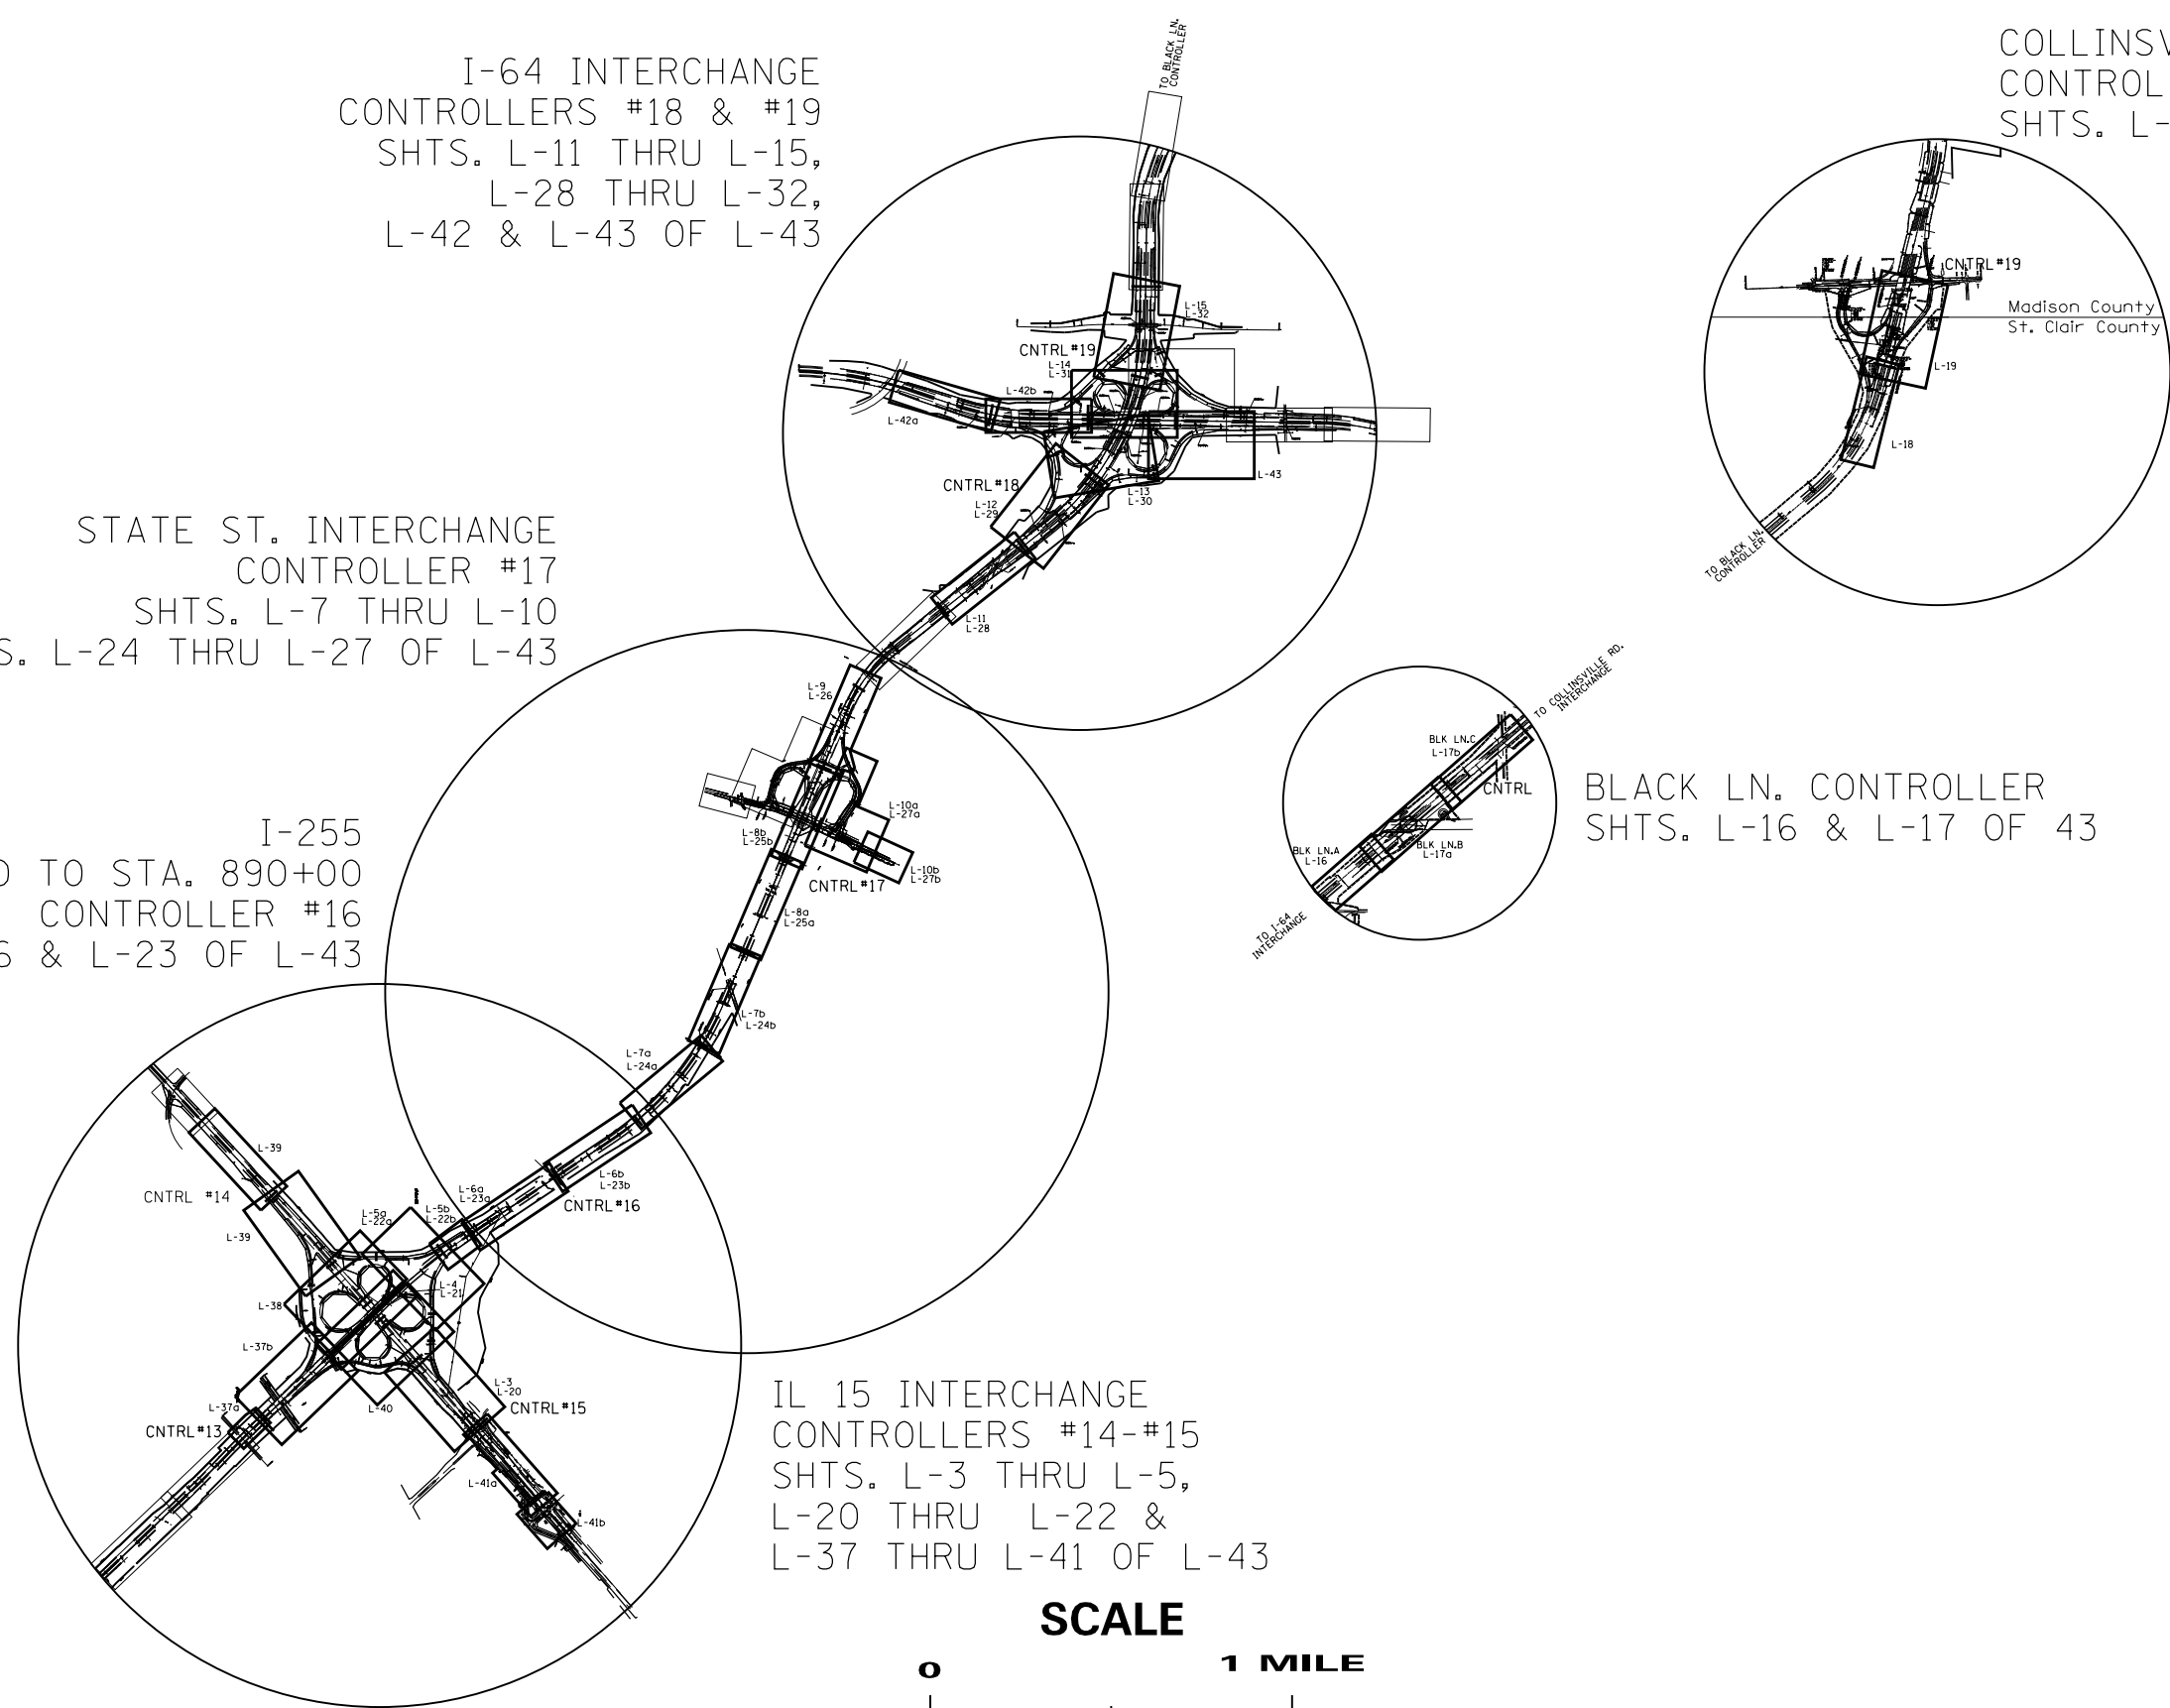 TO BLACK LN.
CONTROLLER
I-64 INTERCHANGE
CONTROLLERS #18 & #19
SHTS. L-11 THRU L-15,
L-28 THRU L-32,
L-42 & L-43 OF L-43
COLLINSV
CONTROL
SHTS. L-
CNTRL#19
Madison County
St. Clair County
L-19
L-18
TO BLACK LN.
CONTROLLER
L-15
L-32
CNTRL#19
L-14
L-31
L-42b
L-42a
L-43
CNTRL#18
L-13
L-30
L-12
L-29
L-11
L-28
STATE ST. INTERCHANGE
CONTROLLER #17
SHTS. L-7 THRU L-10
S. L-24 THRU L-27 OF L-43
L-9
L-26
L-10a
L-27a
L-8b
L-25b
L-10b
L-27b
CNTRL#17
L-8a
L-25a
L-7b
L-24b
L-7a
L-24a
TO COLLINSVILLE RD.
INTERCHANGE
BLK LN.C
L-17b
CNTRL
BLK LN.B
L-17a
BLK LN.A
L-16
TO I-64
INTERCHANGE
BLACK LN. CONTROLLER
SHTS. L-16 & L-17 OF 43
I-255
0 TO STA. 890+00
CONTROLLER #16
6 & L-23 OF L-43
L-39
CNTRL #14
L-39
L-5a
L-22a
L-5b
L-22b
L-6a
L-23a
L-6b
L-23b
CNTRL#16
L-4
L-21
L-38
L-37b
L-37a
CNTRL#13
L-40
L-3
L-20
CNTRL#15
L-41a
L-41b
IL 15 INTERCHANGE
CONTROLLERS #14-#15
SHTS. L-3 THRU L-5,
L-20 THRU L-22 &
L-37 THRU L-41 OF L-43
SCALE
0 1 MILE